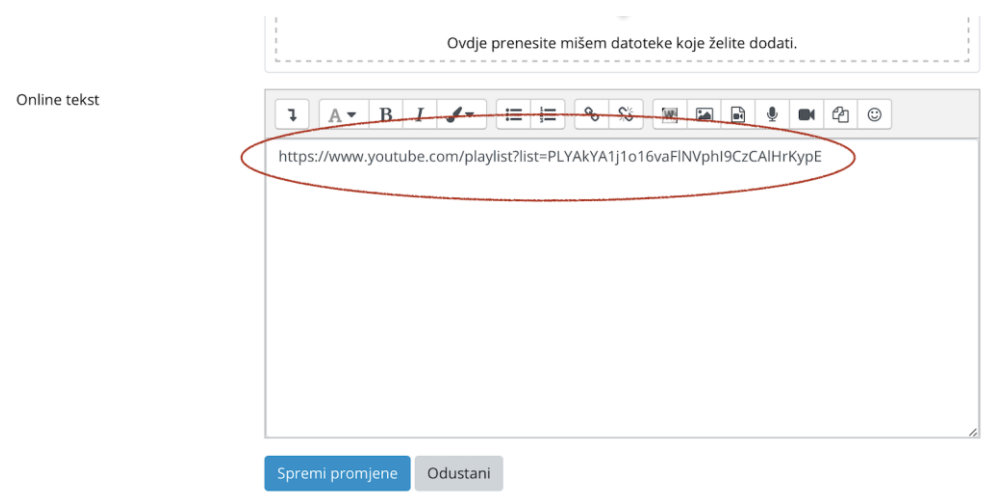 Ovdje prenesite mišem datoteke koje želite dodati.
Online tekst
A B I
https://www.youtube.com/playlist?list=PLYAkYA1j1o16vaFlNVphI9CzCAlHrKypE
Spremi promjene Odustani